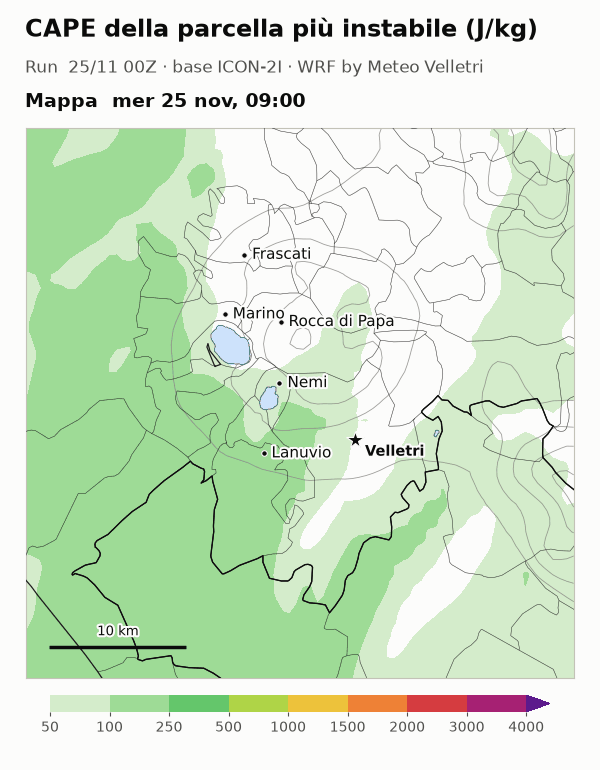 CAPE della parcella più instabile (J/kg)
Run  25/11 00Z · base ICON-2I · WRF by Meteo Velletri
Mappa  mer 25 nov, 09:00
Frascati
Marino
Rocca di Papa
Nemi
Velletri
Lanuvio
10 km
50 100 250 500 1000 1500 2000 3000 4000